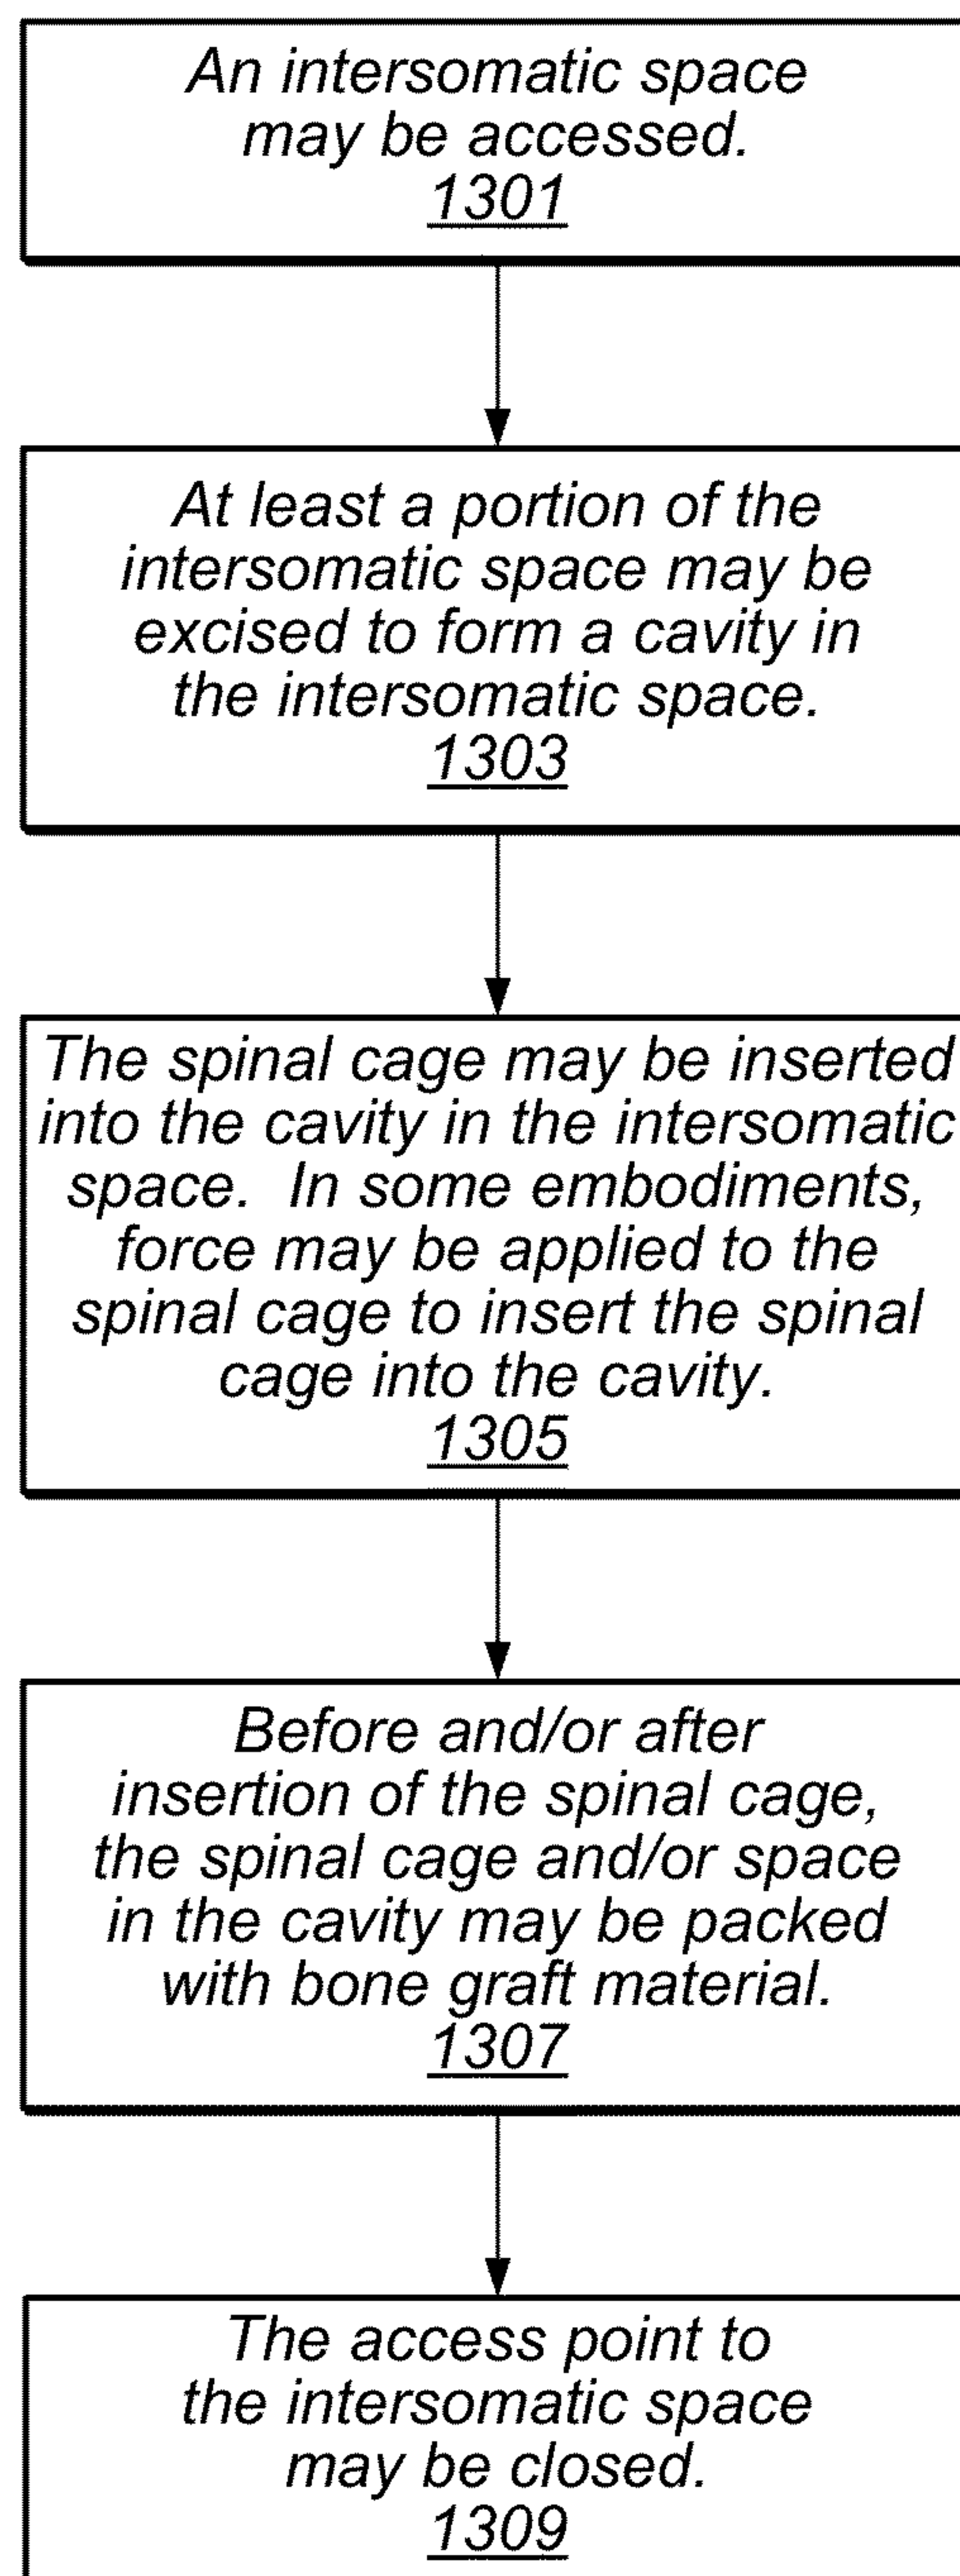 An intersomatic space
may be accessed.
1301
At least a portion of the
intersomatic space may be
excised to form a cavity in
the intersomatic space.
1303
The spinal cage may be inserted
into the cavity in the intersomatic
space.  In some embodiments,
force may be applied to the
spinal cage to insert the spinal
cage into the cavity.
1305
Before and/or after
insertion of the spinal cage,
the spinal cage and/or space
in the cavity may be packed
with bone graft material.
1307
The access point to
the intersomatic space
may be closed.
1309